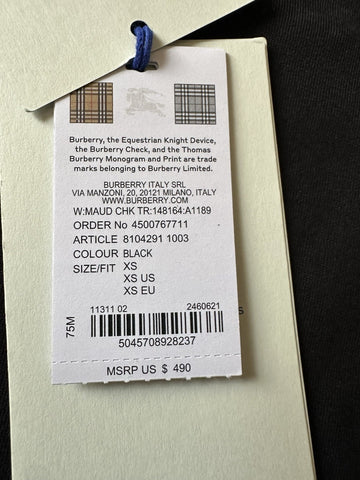 Burberry, the Equestrian Knight Device,
the Burberry Check, and the Thomas
Burberry Monogram and Print are trade
marks belonging to Burberry Limited.
BURBERRY ITALY SRL
VIA MANZONI, 20, 20121 MILANO, ITALY
WWW.BURBERRY.COM
W:MAUD CHK TR:148164:A1189
ORDER No 4500767711
ARTICLE 8104291 1003
COLOUR BLACK
SIZE/FIT XS
XS US
XS EU
75M
11311 02 2460621
5045708928237
MSRP US $ 490